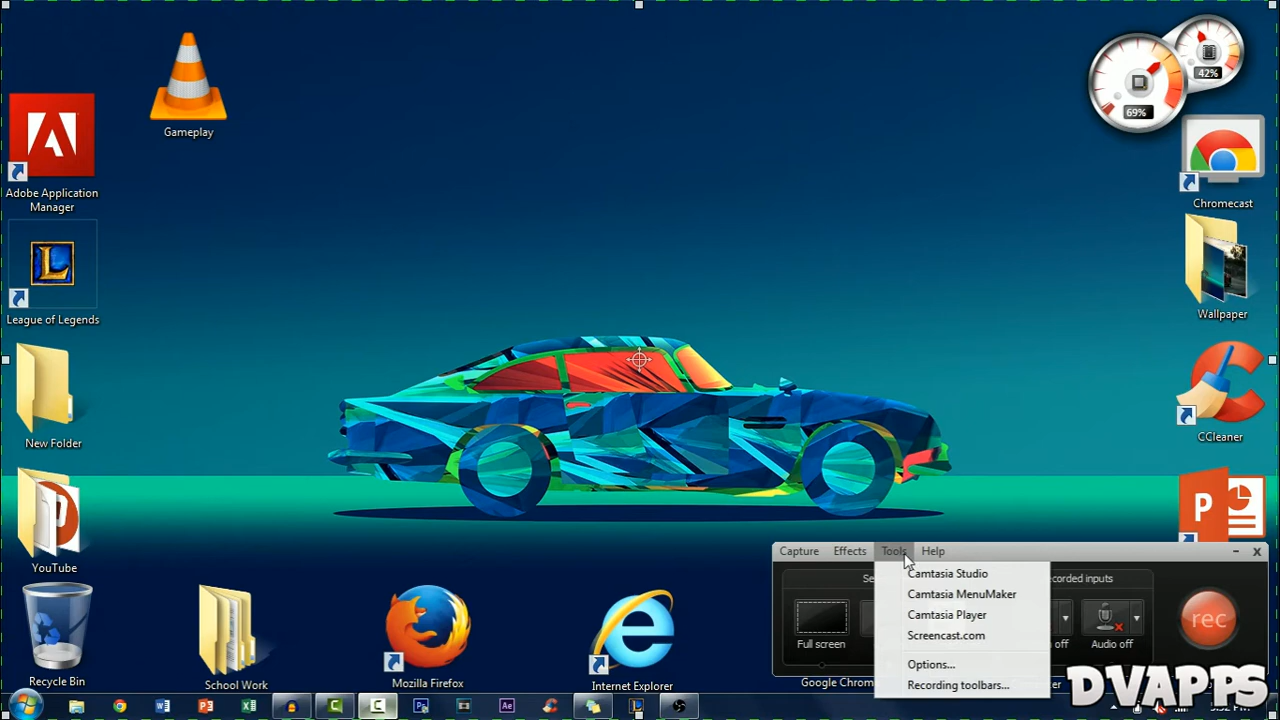 42%
69%
Gameplay
Adobe Application
Manager
Chromecast
League of Legends
Wallpaper
New Folder
CCleaner
YouTube
Recycle Bin
School Work
Mozilla Firefox
Internet Explorer
Google Chrom
Capture Effects Tools Help
Camtasia Studio
Camtasia MenuMaker
Camtasia Player
Screencast.com
Options...
Recording toolbars...
Se
corded inputs
Full screen
off
Audio off
rec
DVAPPS